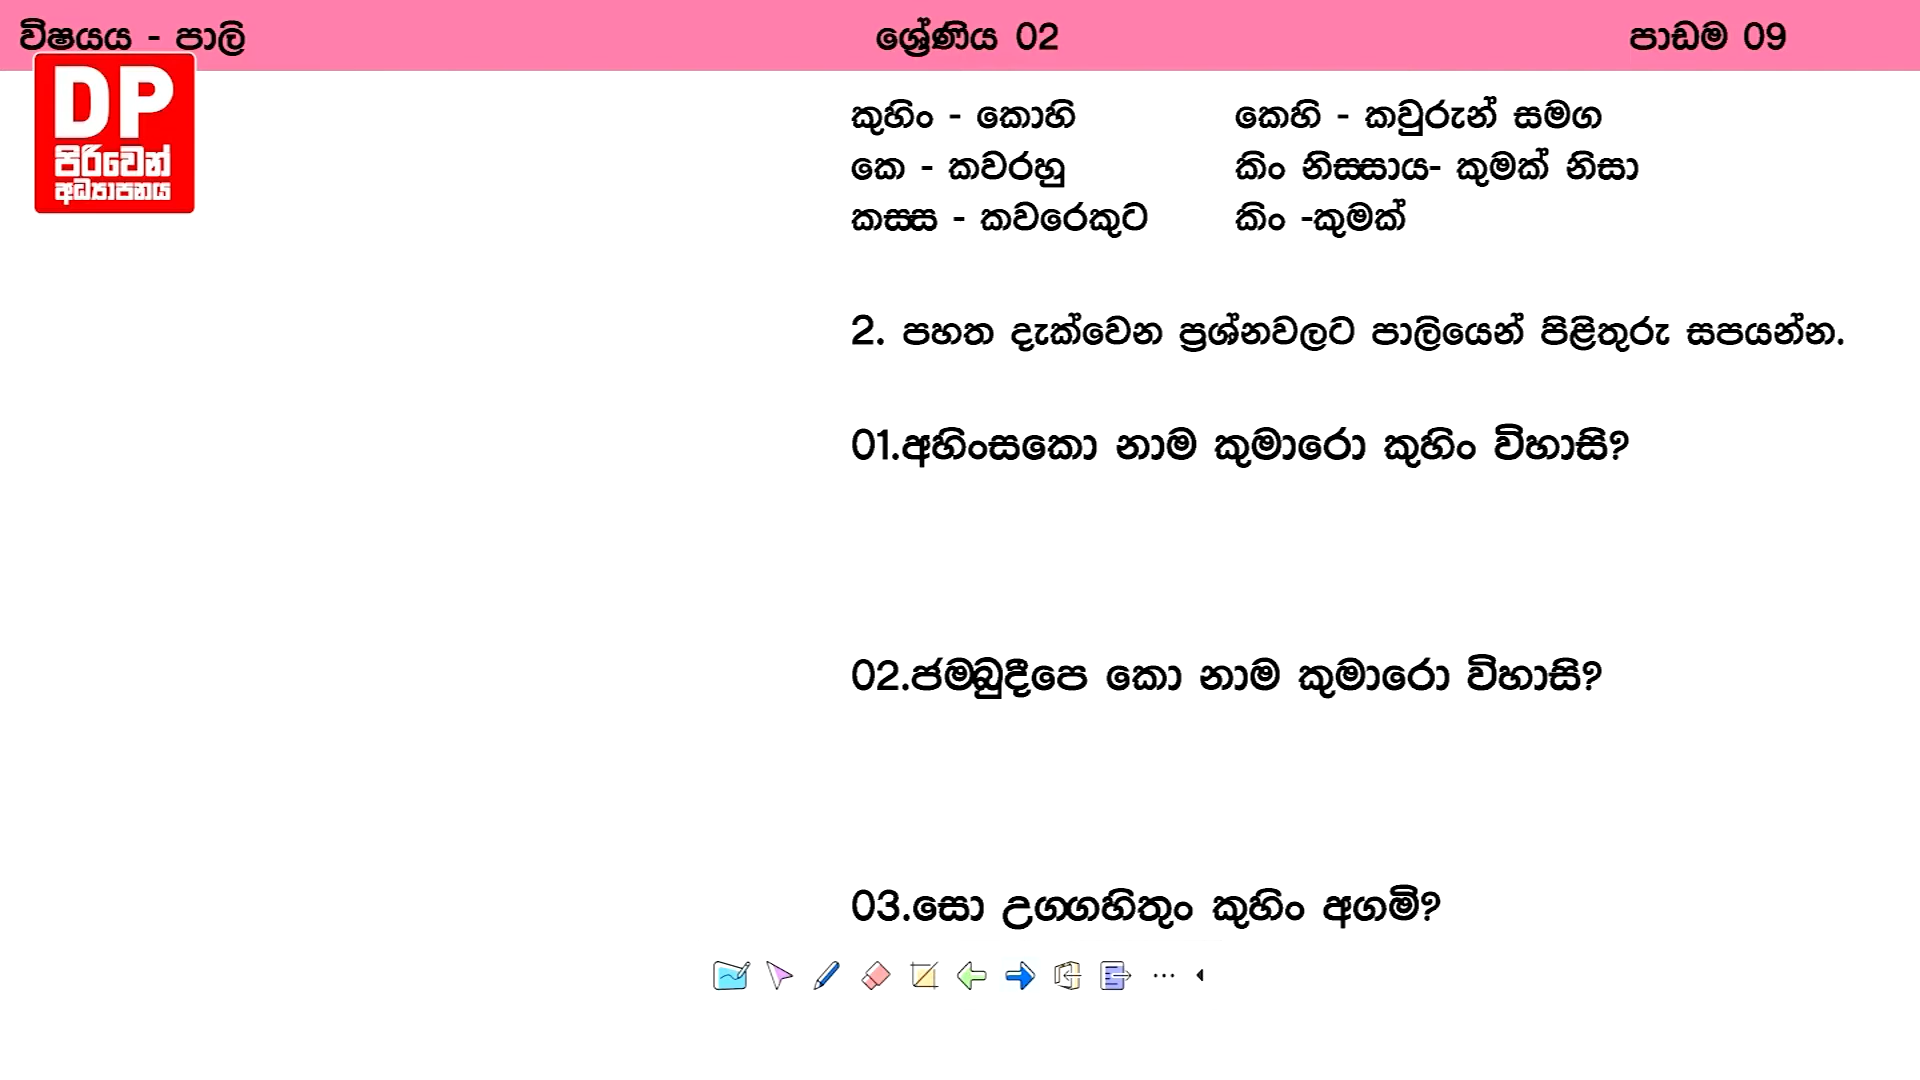 විෂයය - පාලි
ශ්‍රේණිය 02
පාඩම 09
DP
පිරිවෙන්
අධ්‍යාපනය
කුහිං - කොහි
කෙහි - කවුරුන් සමග
කෙ - කවරහු
කිං නිස‍්සාය- කුමක් නිසා
කස‍්ස - කවරෙකුට
කිං -කුමක්
2. පහත දැක්වෙන ප්‍රශ්නවලට පාලියෙන් පිළිතුරු සපයන්න.
01.අහිංසකො නාම කුමාරො කුහිං විහාසි?
02.ජම‍්බුදීපෙ කො නාම කුමාරො විහාසි?
03.සො උග‍්ගහිතුං කුහිං අගමි?